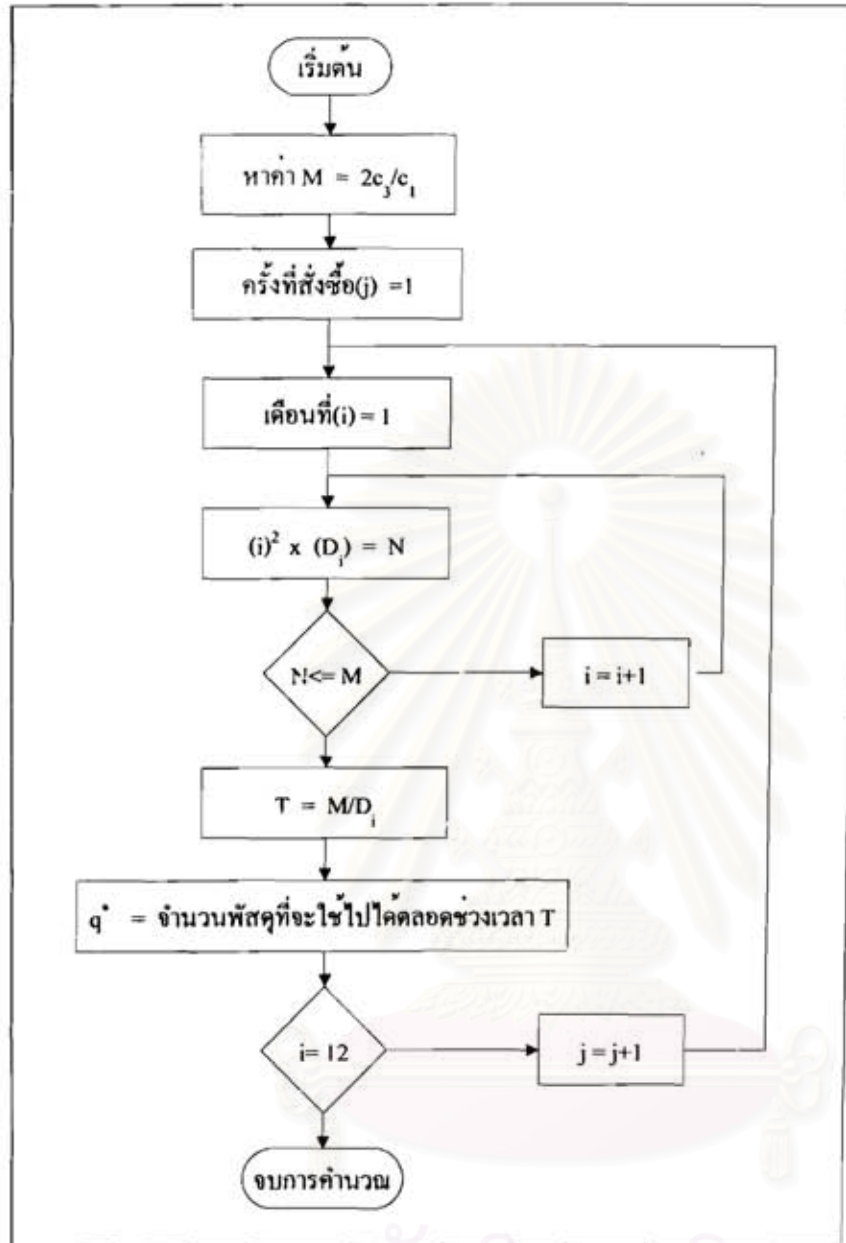 เริ่มต้น
หาค่า M = 2c₃/c₁
ครั้งที่สั่งซื้อ(j) =1
เดือนที่(i) = 1
(i)² x (Dᵢ) = N
N<= M
i = i+1
T = M/Dᵢ
q* = จำนวนพัสดุที่จะใช้ไปได้ตลอดช่วงเวลา T
i= 12
j = j+1
จบการคำนวณ